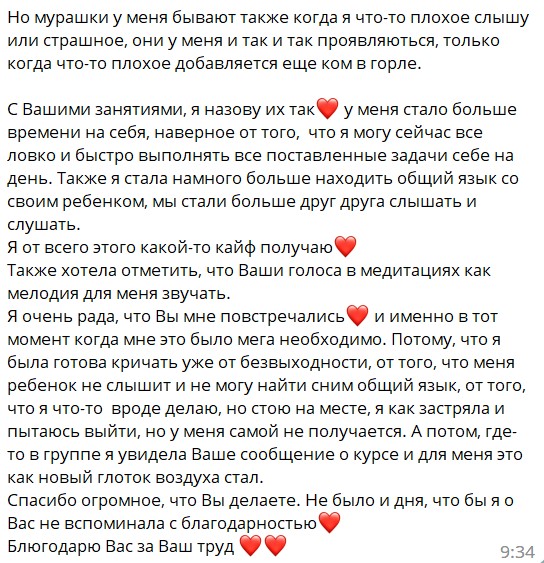 Но мурашки у меня бывают также когда я что-то плохое слышу
или страшное, они у меня и так и так проявляються, только
когда что-то плохое добавляется еще ком в горле.
С Вашими занятиями, я назову их так❤️ у меня стало больше
времени на себя, наверное от того,  что я могу сейчас все
ловко и быстро выполнять все поставленные задачи себе на
день. Также я стала намного больше находить общий язык со
своим ребенком, мы стали больше друг друга слышать и
слушать.
Я от всего этого какой-то кайф получаю❤️
Также хотела отметить, что Ваши голоса в медитациях как
мелодия для меня звучать.
Я очень рада, что Вы мне повстречались❤️ и именно в тот
момент когда мне это было мега необходимо. Потому, что я
была готова кричать уже от безвыходности, от того, что меня
ребенок не слышит и не могу найти сним общий язык, от того,
что я что-то  вроде делаю, но стою на месте, я как застряла и
пытаюсь выйти, но у меня самой не получается. А потом, где-
то в группе я увидела Ваше сообщение о курсе и для меня это
как новый глоток воздуха стал.
Спасибо огромное, что Вы делаете. Не было и дня, что бы я о
Вас не вспоминала с благодарностью❤️
Блюгодарю Вас за Ваш труд ❤️❤️
9:34